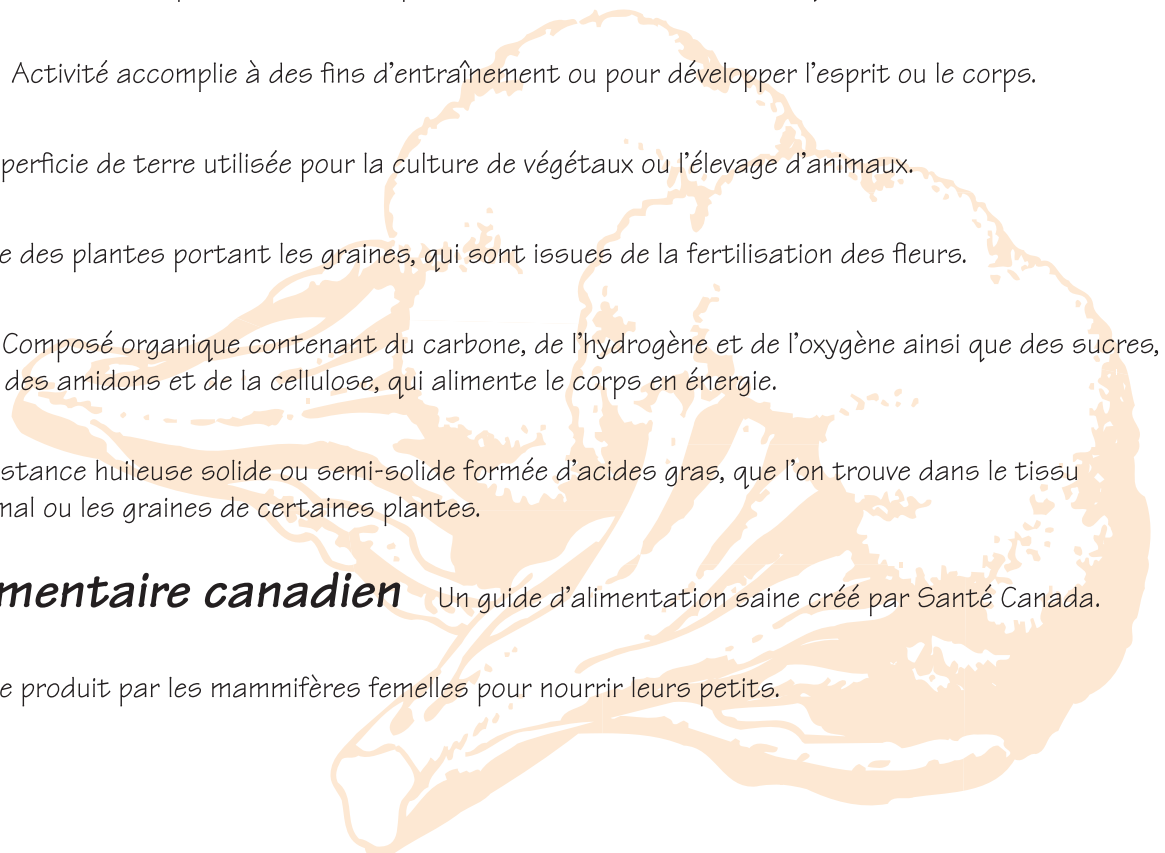 Activité accomplie à des fins d'entraînement ou pour développer l'esprit ou le corps.
perficie de terre utilisée pour la culture de végétaux ou l'élevage d'animaux.
e des plantes portant les graines, qui sont issues de la fertilisation des fleurs.
Composé organique contenant du carbone, de l'hydrogène et de l'oxygène ainsi que des sucres,
des amidons et de la cellulose, qui alimente le corps en énergie.
stance huileuse solide ou semi-solide formée d'acides gras, que l'on trouve dans le tissu
mal ou les graines de certaines plantes.
mentaire canadien Un guide d'alimentation saine créé par Santé Canada.
e produit par les mammifères femelles pour nourrir leurs petits.